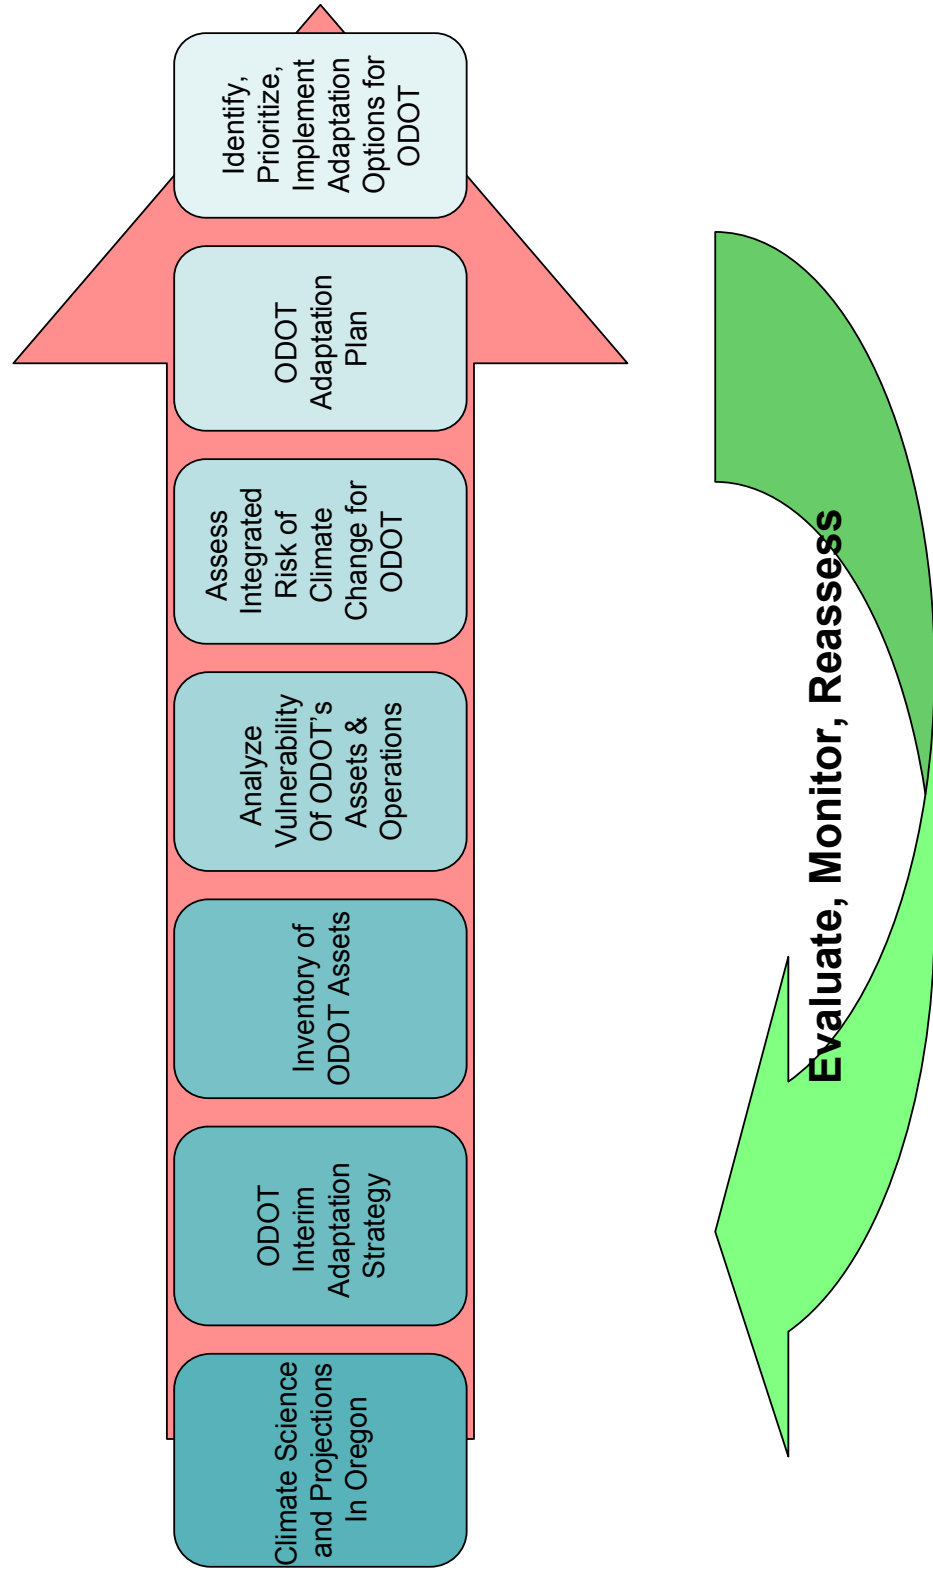 Climate Science
and Projections
In Oregon
ODOT
Interim
Adaptation
Strategy
Inventory of
ODOT Assets
Analyze
Vulnerability
Of ODOT’s
Assets &
Operations
Assess
Integrated
Risk of
Climate
Change for
ODOT
ODOT
Adaptation
Plan
Identify,
Prioritize,
Implement
Adaptation
Options for
ODOT
Evaluate, Monitor, Reassess